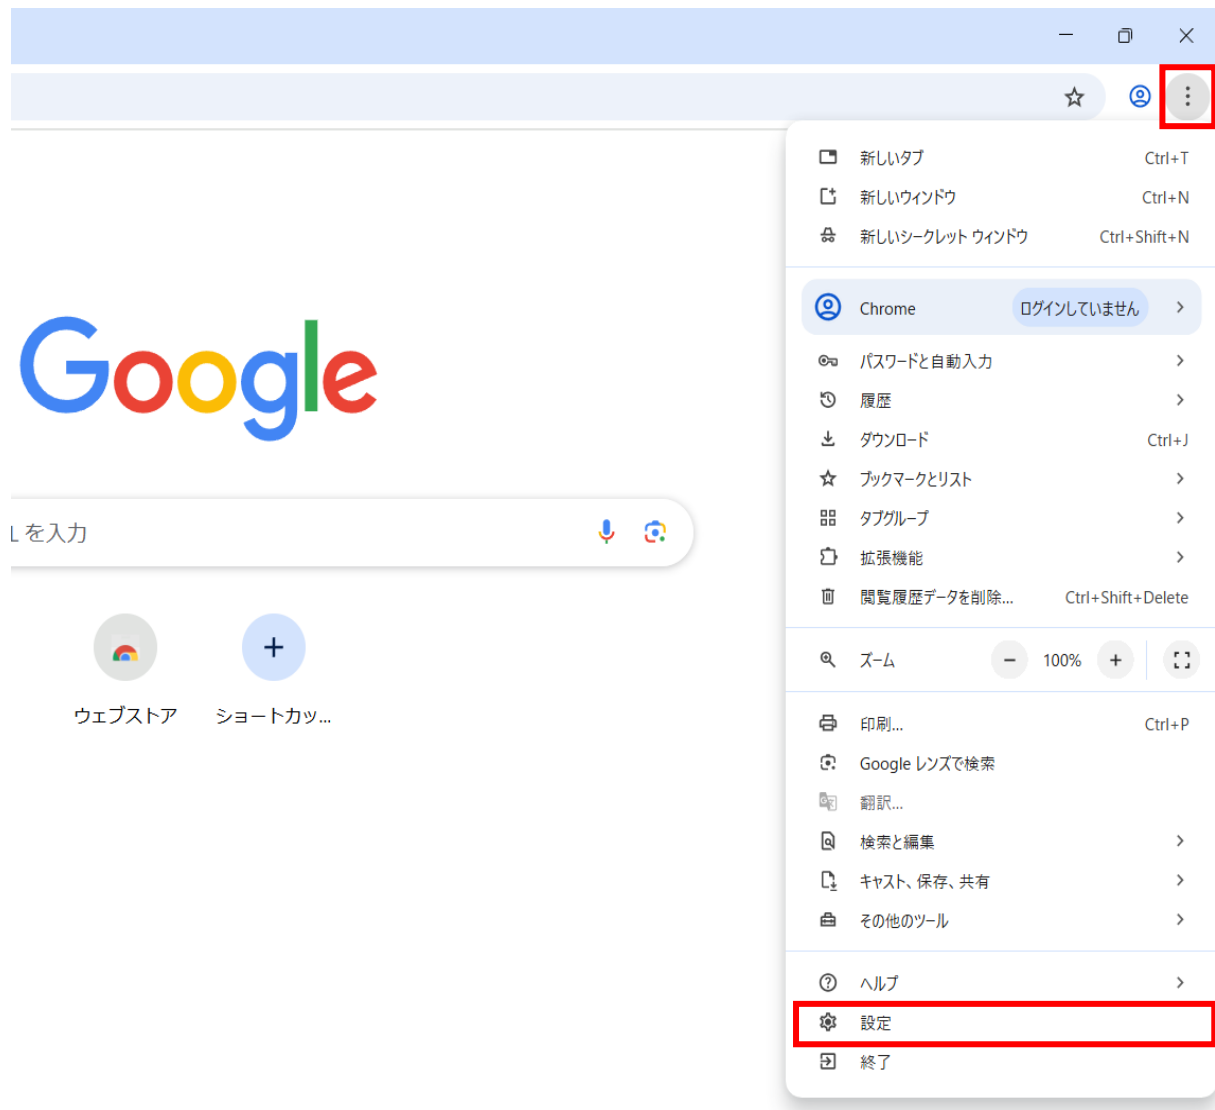 新しいタブ Ctrl+T
新しいウィンドウ Ctrl+N
新しいシークレット ウィンドウ Ctrl+Shift+N
Chrome ログインしていません
パスワードと自動入力
履歴
ダウンロード Ctrl+J
ブックマークとリスト
タブグループ
拡張機能
閲覧履歴データを削除... Ctrl+Shift+Delete
ズーム − 100% +
印刷... Ctrl+P
Google レンズで検索
翻訳...
検索と編集
キャスト、保存、共有
その他のツール
ヘルプ
設定
終了
Google
L を入力
ウェブストア ショートカッ...